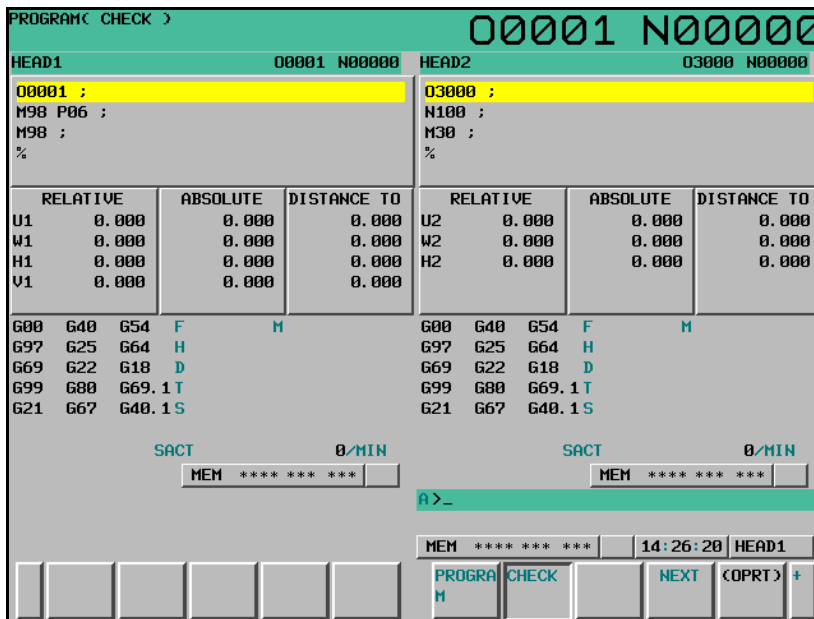 PROGRAM( CHECK )
O0001 N00000
HEAD1 O0001 N00000
O0001 ;
M98 P06 ;
M98 ;
%
RELATIVE ABSOLUTE DISTANCE TO
U1 0.000 0.000 0.000
W1 0.000 0.000 0.000
H1 0.000 0.000 0.000
V1 0.000 0.000 0.000
G00 G40 G54 F M
G97 G25 G64 H
G69 G22 G18 D
G99 G80 G69.1 T
G21 G67 G40.1 S
SACT 0/MIN
MEM **** *** ***
HEAD2 O3000 N00000
O3000 ;
N100 ;
M30 ;
%
RELATIVE ABSOLUTE DISTANCE TO
U2 0.000 0.000 0.000
W2 0.000 0.000 0.000
H2 0.000 0.000 0.000
G00 G40 G54 F M
G97 G25 G64 H
G69 G22 G18 D
G99 G80 G69.1 T
G21 G67 G40.1 S
SACT 0/MIN
MEM **** *** ***
A>_
MEM **** *** *** 14:26:20 HEAD1
PROGRA CHECK NEXT (OPRT) +
M